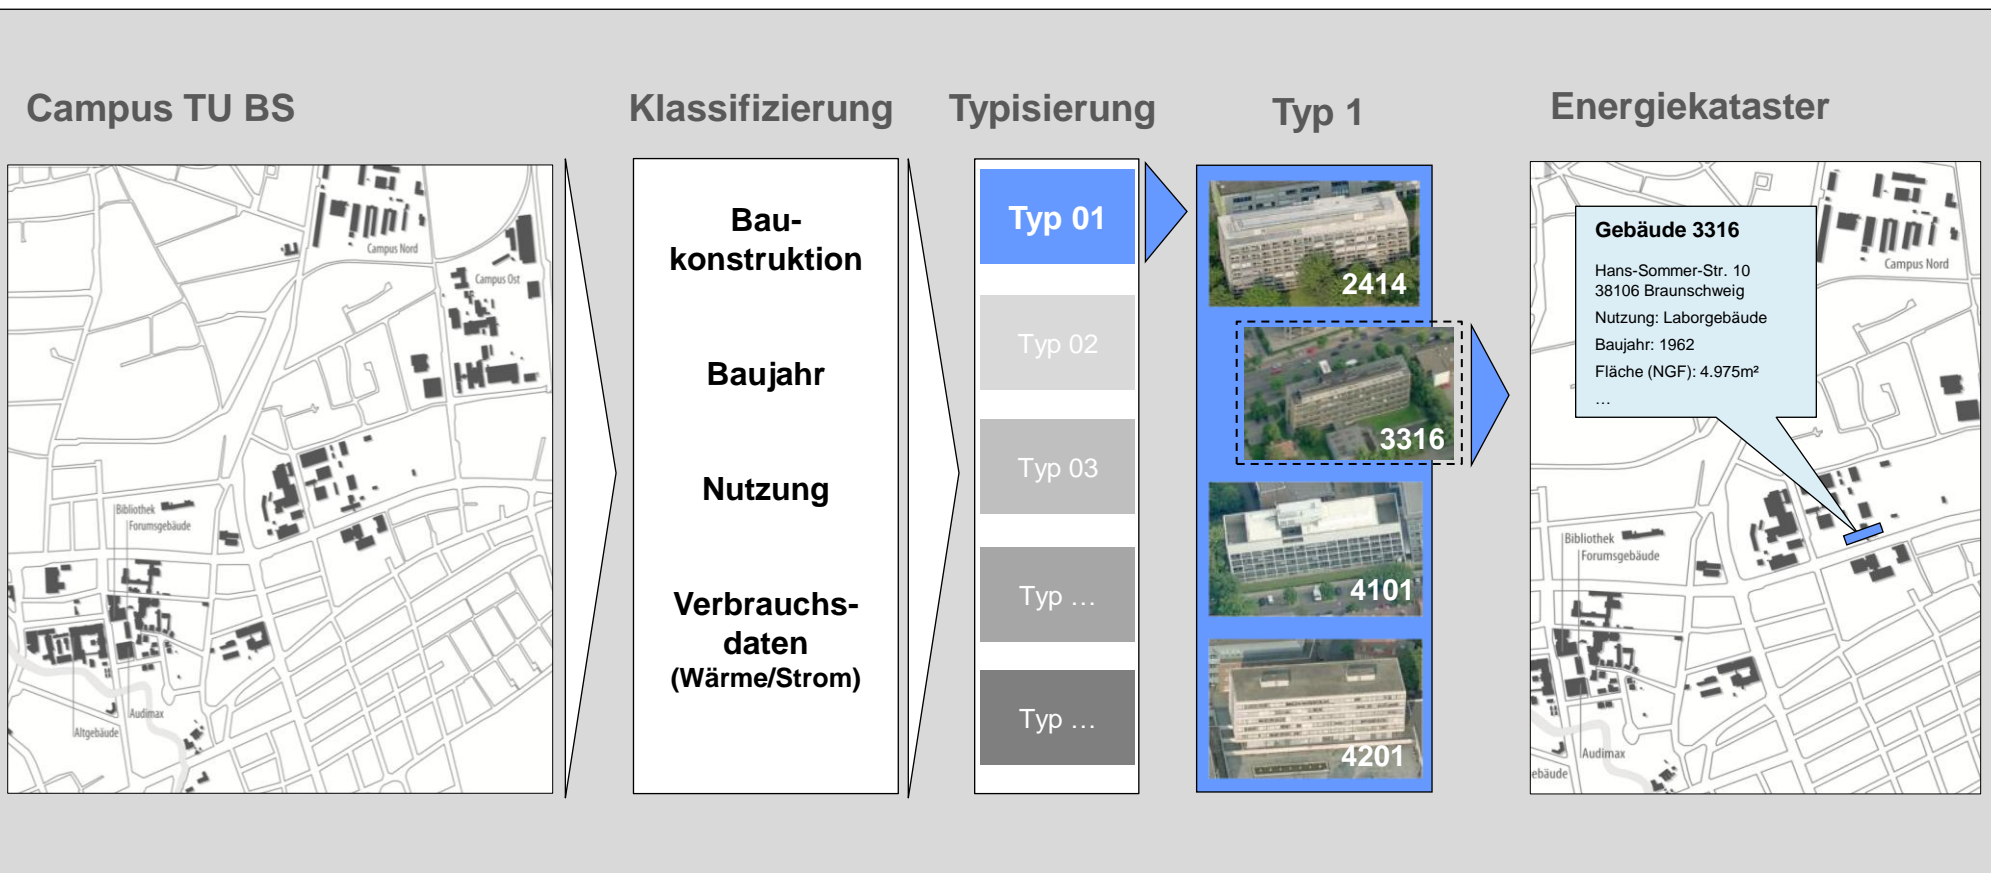 Campus TU BS
Klassifizierung
Typisierung
Typ 1
Energiekataster
Campus Nord
Campus Ost
Bibliothek
Forumsgebäude
Audimax
Altgebäude
Bau-
konstruktion
Baujahr
Nutzung
Verbrauchs-
daten
(Wärme/Strom)
Typ 01
Typ 02
Typ 03
Typ …
Typ …
2414
3316
4101
4201
Gebäude 3316
Hans-Sommer-Str. 10
38106 Braunschweig
Nutzung: Laborgebäude
Baujahr: 1962
Fläche (NGF): 4.975m²
…
Campus Nord
Bibliothek
Forumsgebäude
Audimax
ebäude